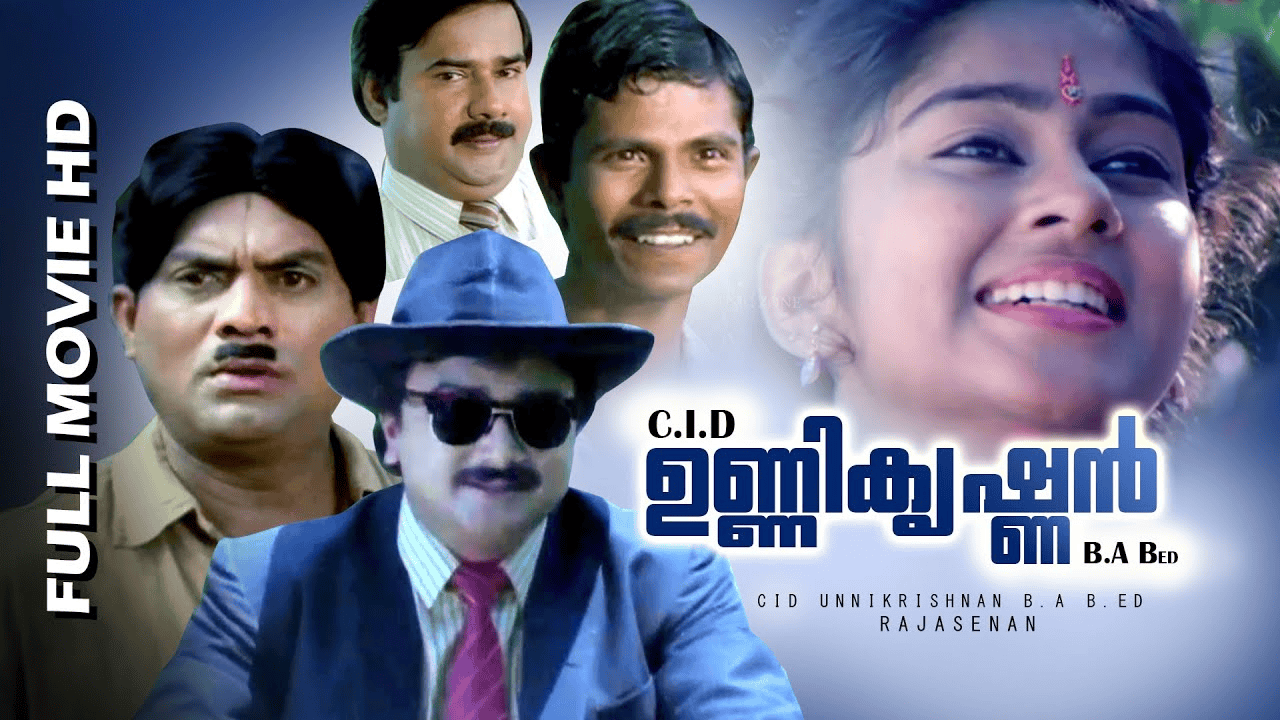 FULL MOVIE HD
C.I.D
ഉണ്ണികൃഷ്ണൻ
B.A BED
CID UNNIKRISHNAN B.A B.ED
RAJASENAN